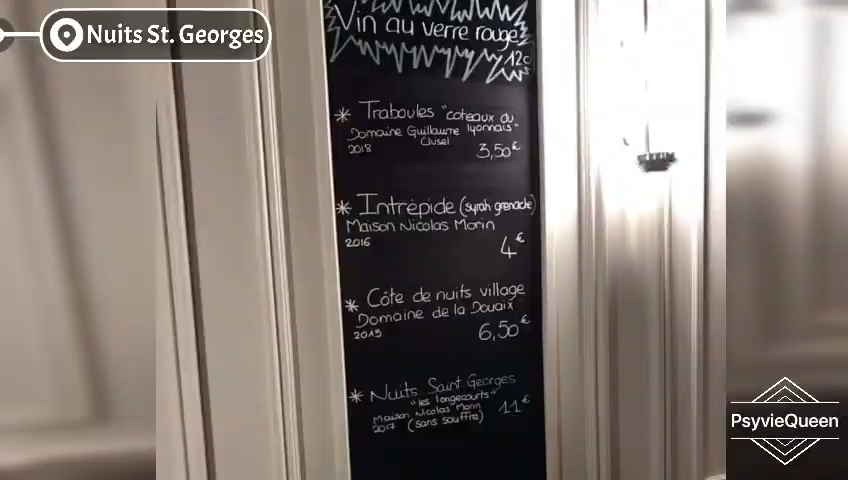 Nuits St. Georges
Vin au verre rouge
12cl
* Traboules "coteaux du
Domaine Guillaume lyonnais"
Clusel
2018 3,50€
* Intrépide (syrah-grenache)
Maison Nicolas Morin
2016
4€
* Côte de nuits village
Domaine de la Douaix
2015 6,50€
* Nuits Saint Georges
"les longecourts" 11€
Maison Nicolas Morin
2017 (sans souffre)
PsyvieQueen